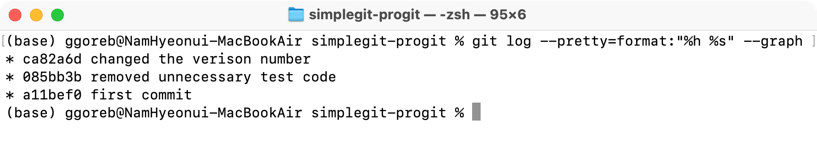 simplegit-progit — -zsh — 95×6
[(base) ggoreb@NamHyeonui-MacBookAir simplegit-progit % git log --pretty=format:"%h %s" --graph ]
* ca82a6d changed the verison number
* 085bb3b removed unnecessary test code
* a11bef0 first commit
(base) ggoreb@NamHyeonui-MacBookAir simplegit-progit %